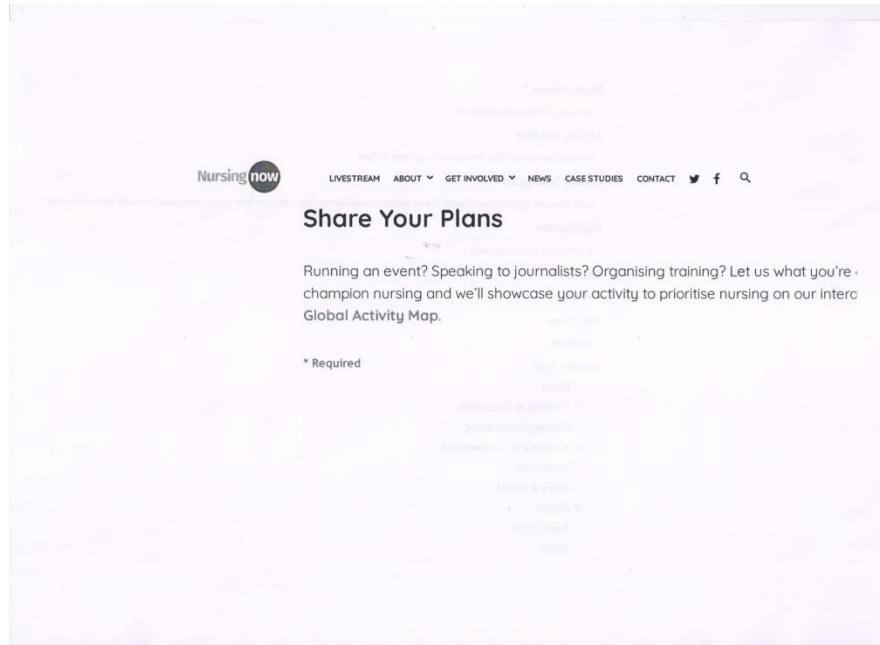 Nursing now
LIVESTREAM ABOUT GET INVOLVED NEWS CASE STUDIES CONTACT
Share Your Plans
Running an event? Speaking to journalists? Organising training? Let us what you're
champion nursing and we'll showcase your activity to prioritise nursing on our
Global Activity Map.
* Required